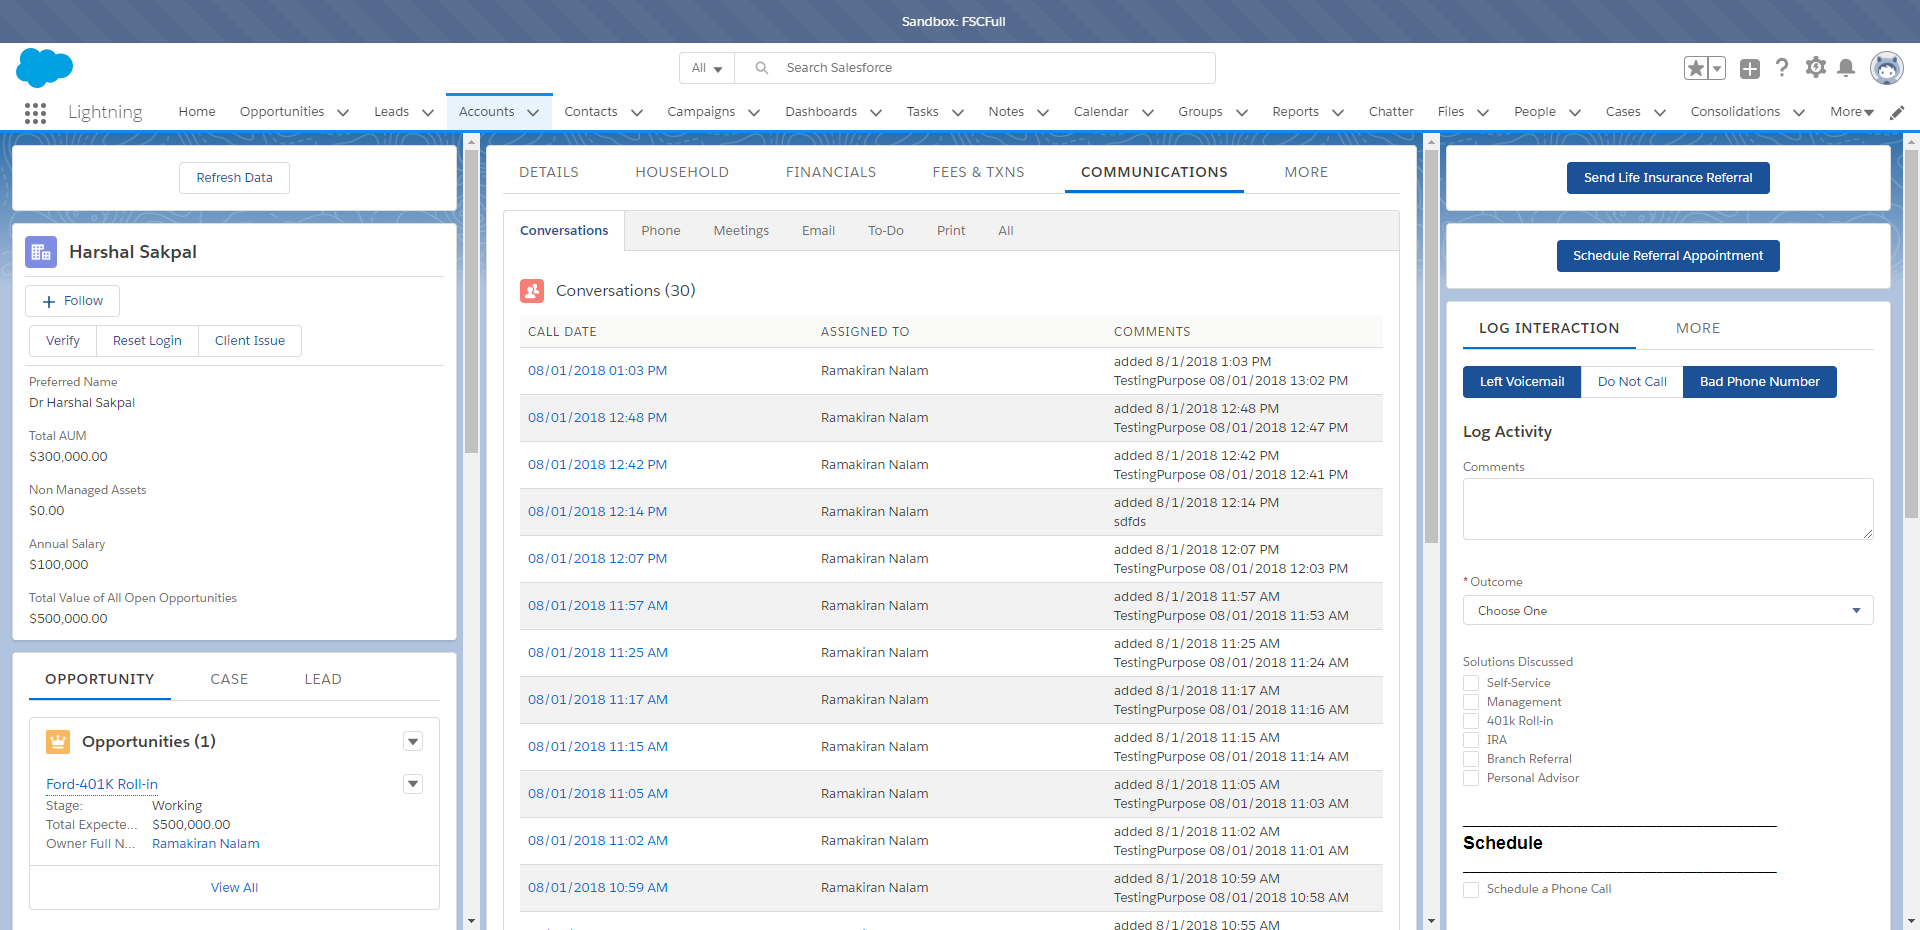 Sandbox: FSCFull
All
Search Salesforce
Lightning
Home
Opportunities
Leads
Accounts
Contacts
Campaigns
Dashboards
Tasks
Notes
Calendar
Groups
Reports
Chatter
Files
People
Cases
Consolidations
More
Refresh Data
Harshal Sakpal
Follow
Verify
Reset Login
Client Issue
Preferred Name
Dr Harshal Sakpal
Total AUM
$300,000.00
Non Managed Assets
$0.00
Annual Salary
$100,000
Total Value of All Open Opportunities
$500,000.00
OPPORTUNITY
CASE
LEAD
Opportunities (1)
Ford-401K Roll-in
Stage:
Working
Total Expecte...
$500,000.00
Owner Full N...
Ramakiran Nalam
View All
DETAILS
HOUSEHOLD
FINANCIALS
FEES & TXNS
COMMUNICATIONS
MORE
Conversations
Phone
Meetings
Email
To-Do
Print
All
Conversations (30)
CALL DATE
ASSIGNED TO
COMMENTS
08/01/2018 01:03 PM
Ramakiran Nalam
added 8/1/2018 1:03 PM
TestingPurpose 08/01/2018 13:02 PM
08/01/2018 12:48 PM
Ramakiran Nalam
added 8/1/2018 12:48 PM
TestingPurpose 08/01/2018 12:47 PM
08/01/2018 12:42 PM
Ramakiran Nalam
added 8/1/2018 12:42 PM
TestingPurpose 08/01/2018 12:41 PM
08/01/2018 12:14 PM
Ramakiran Nalam
added 8/1/2018 12:14 PM
sdfds
08/01/2018 12:07 PM
Ramakiran Nalam
added 8/1/2018 12:07 PM
TestingPurpose 08/01/2018 12:03 PM
08/01/2018 11:57 AM
Ramakiran Nalam
added 8/1/2018 11:57 AM
TestingPurpose 08/01/2018 11:53 AM
08/01/2018 11:25 AM
Ramakiran Nalam
added 8/1/2018 11:25 AM
TestingPurpose 08/01/2018 11:24 AM
08/01/2018 11:17 AM
Ramakiran Nalam
added 8/1/2018 11:17 AM
TestingPurpose 08/01/2018 11:16 AM
08/01/2018 11:15 AM
Ramakiran Nalam
added 8/1/2018 11:15 AM
TestingPurpose 08/01/2018 11:14 AM
08/01/2018 11:05 AM
Ramakiran Nalam
added 8/1/2018 11:05 AM
TestingPurpose 08/01/2018 11:03 AM
08/01/2018 11:02 AM
Ramakiran Nalam
added 8/1/2018 11:02 AM
TestingPurpose 08/01/2018 11:01 AM
08/01/2018 10:59 AM
Ramakiran Nalam
added 8/1/2018 10:59 AM
TestingPurpose 08/01/2018 10:58 AM
added 8/1/2018 10:55 AM
Send Life Insurance Referral
Schedule Referral Appointment
LOG INTERACTION
MORE
Left Voicemail
Do Not Call
Bad Phone Number
Log Activity
Comments
*Outcome
Choose One
Solutions Discussed
Self-Service
Management
401k Roll-in
IRA
Branch Referral
Personal Advisor
Schedule
Schedule a Phone Call